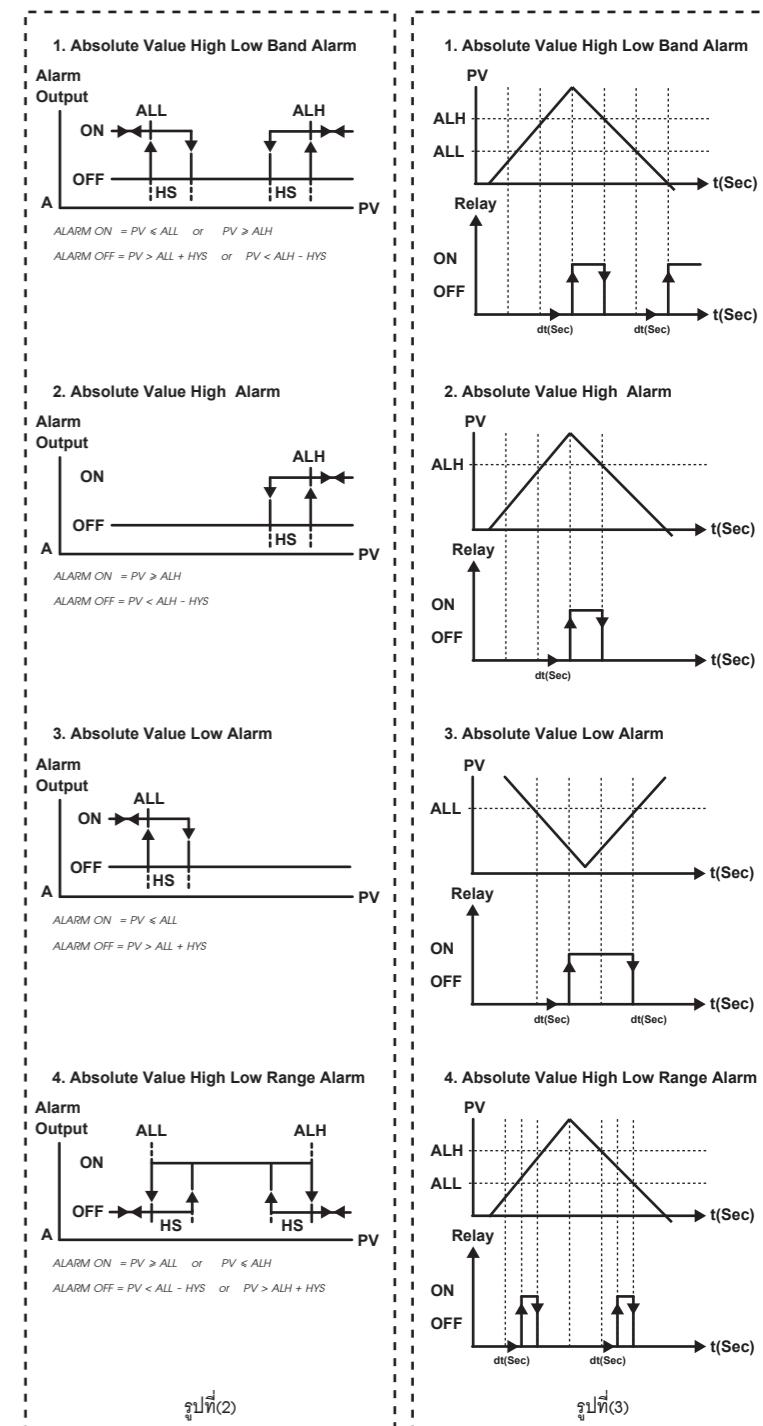 1. Absolute Value High Low Band Alarm
Alarm
Output
ALL
ALH
ON
OFF
HS
HS
A
PV
ALARM ON = PV ⩽ ALL or PV ⩾ ALH
ALARM OFF = PV > ALL + HYS or PV < ALH - HYS
2. Absolute Value High Alarm
Alarm
Output
ALH
ON
OFF
HS
A
PV
ALARM ON = PV ⩾ ALH
ALARM OFF = PV < ALH - HYS
3. Absolute Value Low Alarm
Alarm
Output
ALL
ON
OFF
HS
A
PV
ALARM ON = PV ⩽ ALL
ALARM OFF = PV > ALL + HYS
4. Absolute Value High Low Range Alarm
Alarm
Output
ALL
ALH
ON
OFF
HS
HS
A
PV
ALARM ON = PV ⩾ ALL or PV ⩽ ALH
ALARM OFF = PV < ALL - HYS or PV > ALH + HYS
รูปที่(2)
1. Absolute Value High Low Band Alarm
PV
ALH
ALL
t(Sec)
Relay
ON
OFF
t(Sec)
dt(Sec)
dt(Sec)
2. Absolute Value High Alarm
PV
ALH
t(Sec)
Relay
ON
OFF
t(Sec)
dt(Sec)
3. Absolute Value Low Alarm
PV
ALL
t(Sec)
Relay
ON
OFF
t(Sec)
dt(Sec)
dt(Sec)
4. Absolute Value High Low Range Alarm
PV
ALH
ALL
t(Sec)
Relay
ON
OFF
t(Sec)
dt(Sec)
dt(Sec)
รูปที่(3)